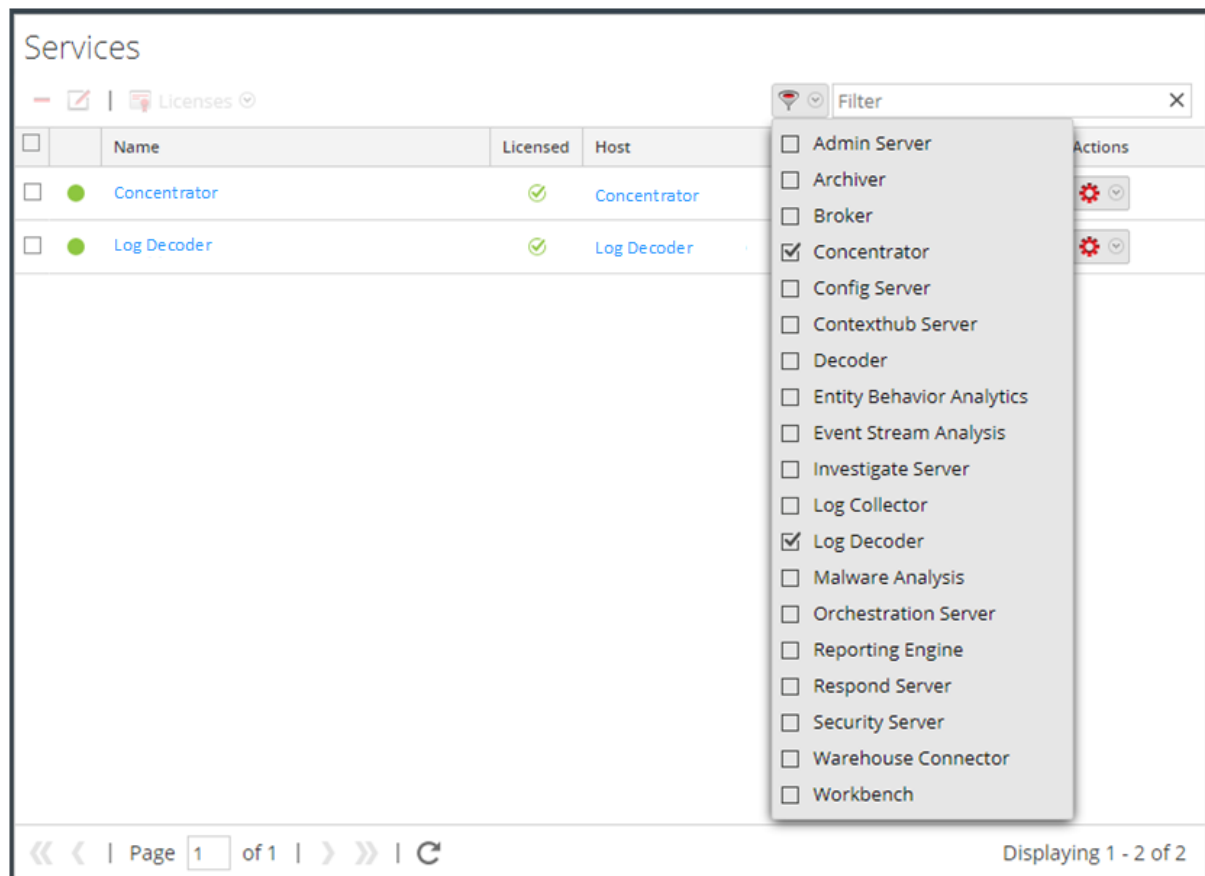 Services
Licenses
Filter
Name Licensed Host Actions
Concentrator Concentrator
Log Decoder Log Decoder
Admin Server
Archiver
Broker
Concentrator
Config Server
Contexthub Server
Decoder
Entity Behavior Analytics
Event Stream Analysis
Investigate Server
Log Collector
Log Decoder
Malware Analysis
Orchestration Server
Reporting Engine
Respond Server
Security Server
Warehouse Connector
Workbench
| Page 1 of 1 | | Displaying 1 - 2 of 2